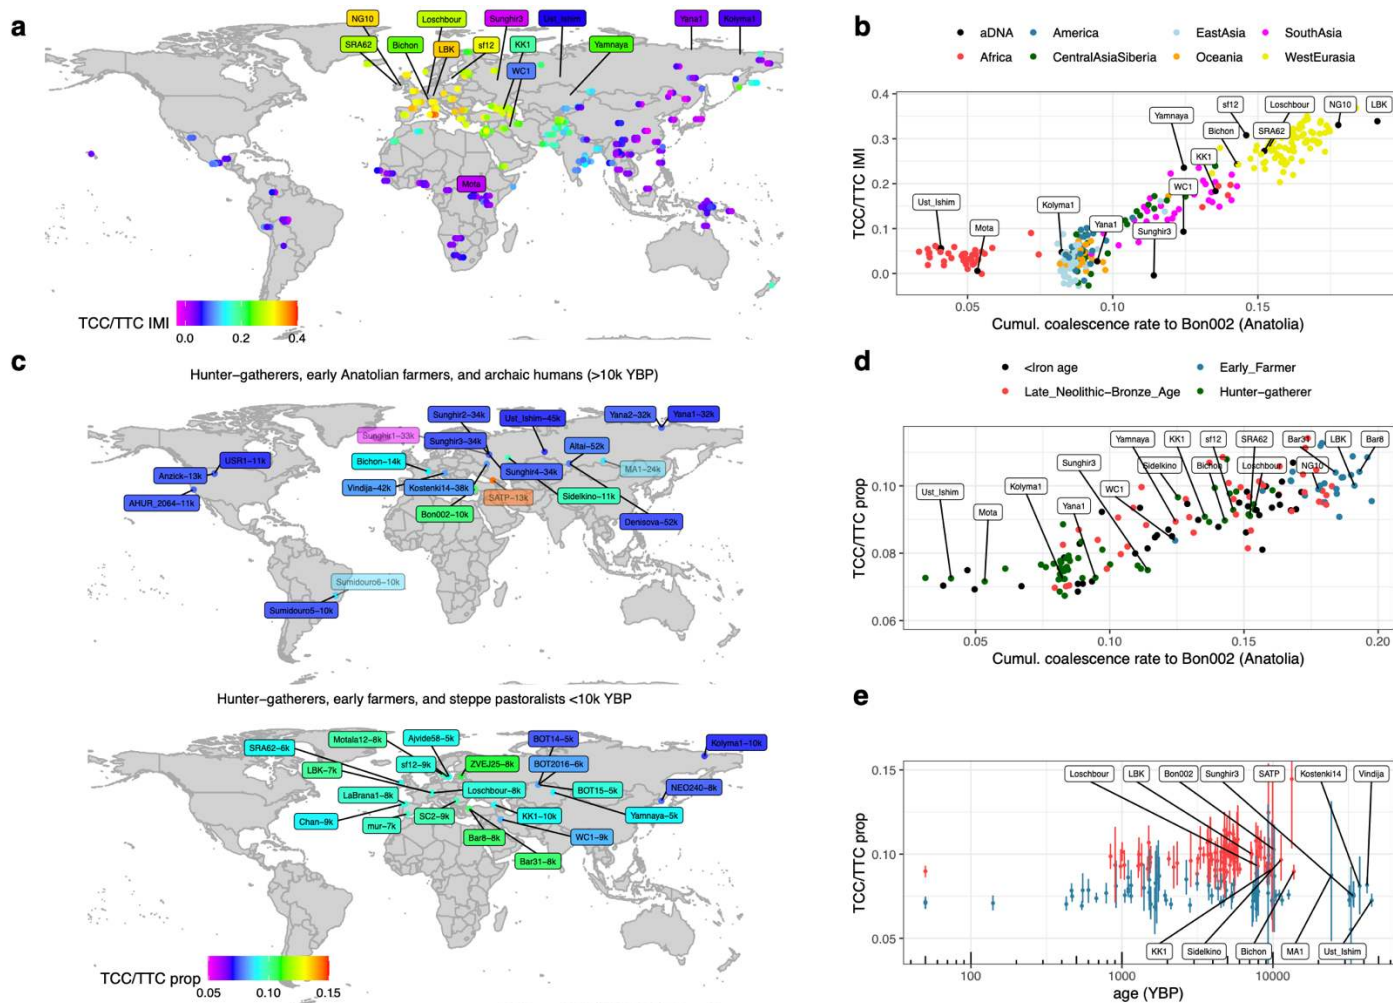 a
NG10
Loschbour
Sunghir3
Ust_Ishim
Yana1
Kolyma1
SRA62
Bichon
LBK
sf12
KK1
Yamnaya
WC1
Mota
TCC/TTC IMI
0.0 0.2 0.4
b
aDNA America EastAsia SouthAsia
Africa CentralAsiaSiberia Oceania WestEurasia
TCC/TTC IMI
0.4
0.3
0.2
0.1
0.0
sf12 Loschbour NG10 LBK
Yamnaya
Bichon SRA62
KK1
WC1
Ust_Ishim
Kolyma1
Mota
Yana1
Sunghir3
0.05 0.10 0.15
Cumul. coalescence rate to Bon002 (Anatolia)
c
Hunter−gatherers, early Anatolian farmers, and archaic humans (>10k YBP)
Sunghir2−34k
Ust_Ishim−45k
Yana2−32k
Yana1−32k
Sunghir1−33k
Sunghir3−34k
Altai−52k
USR1−11k
Bichon−14k
Sunghir4−34k
MA1−24k
Anzick−13k
Vindija−42k
Kostenki14−38k
SATP−13k
Sidelkino−11k
AHUR_2064−11k
Bon002−10k
Denisova−52k
Sumidouro6−10k
Sumidouro5−10k
Hunter−gatherers, early farmers, and steppe pastoralists <10k YBP
Motala12−8k
Ajvide58−5k
BOT14−5k
Kolyma1−10k
SRA62−6k
sf12−9k
ZVEJ25−8k
BOT2016−6k
LBK−7k
Loschbour−8k
BOT15−5k
NEO240−8k
LaBrana1−8k
SC2−9k
KK1−10k
Yamnaya−5k
Chan−9k
mur−7k
Bar8−8k
WC1−9k
Bar31−8k
TCC/TTC prop
0.05 0.10 0.15
d
<Iron age Early_Farmer
Late_Neolithic−Bronze_Age Hunter−gatherer
TCC/TTC prop
0.10
0.08
0.06
Yamnaya KK1 sf12 SRA62 Bar31 LBK Bar8
Sunghir3 Sidelkino Bichon Loschbour NG10
Ust_Ishim Kolyma1 WC1
Mota Yana1
0.05 0.10 0.15 0.20
Cumul. coalescence rate to Bon002 (Anatolia)
e
TCC/TTC prop
0.15
0.10
0.05
Loschbour LBK Bon002 Sunghir3 SATP Kostenki14 Vindija
KK1 Sidelkino Bichon MA1 Ust_Ishim
100 1000 10000
age (YBP)